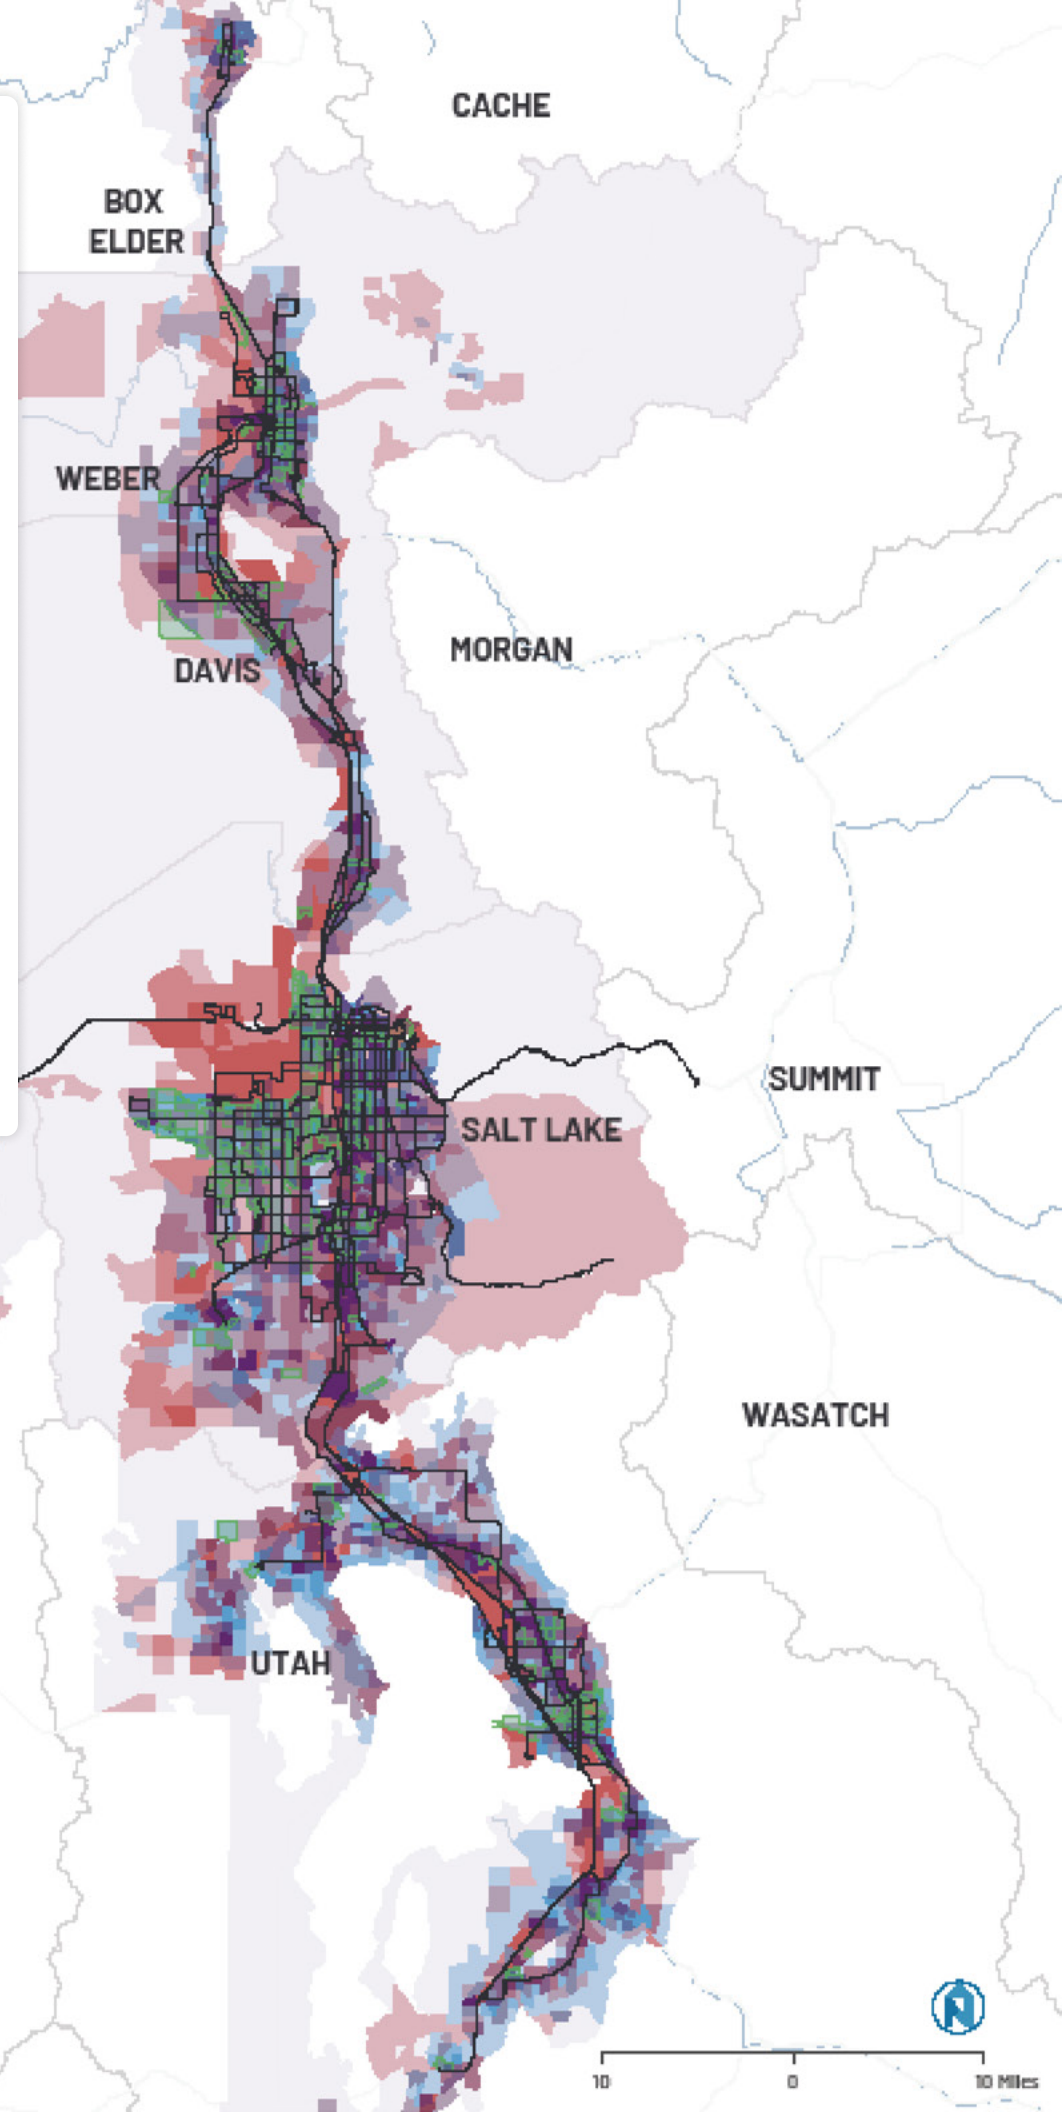 CACHE
BOX
ELDER
WEBER
MORGAN
DAVIS
SUMMIT
SALT LAKE
WASATCH
UTAH
N
10 0 10 Miles